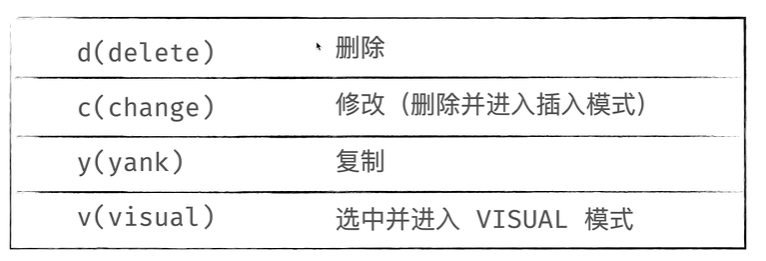 d(delete) 删除
c(change) 修改（删除并进入插入模式）
y(yank) 复制
v(visual) 选中并进入 VISUAL 模式